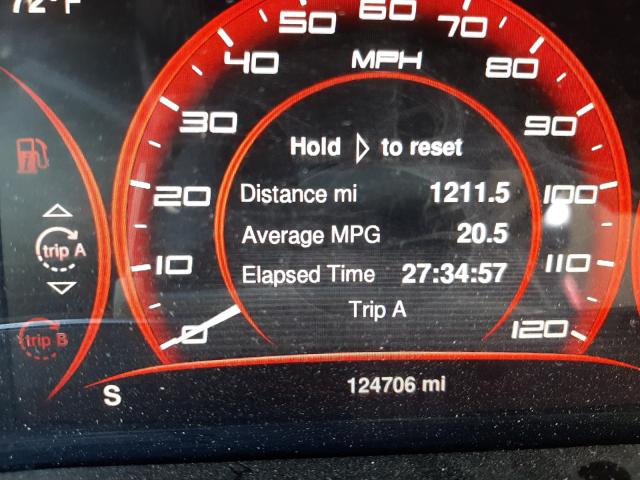 72°F
60
50 70
40 MPH 80
30 Hold to reset 90
20 Distance mi 1211.5 100
trip A Average MPG 20.5
10 Elapsed Time 27:34:57 110
Trip A
trip B 0 120
S 124706 mi